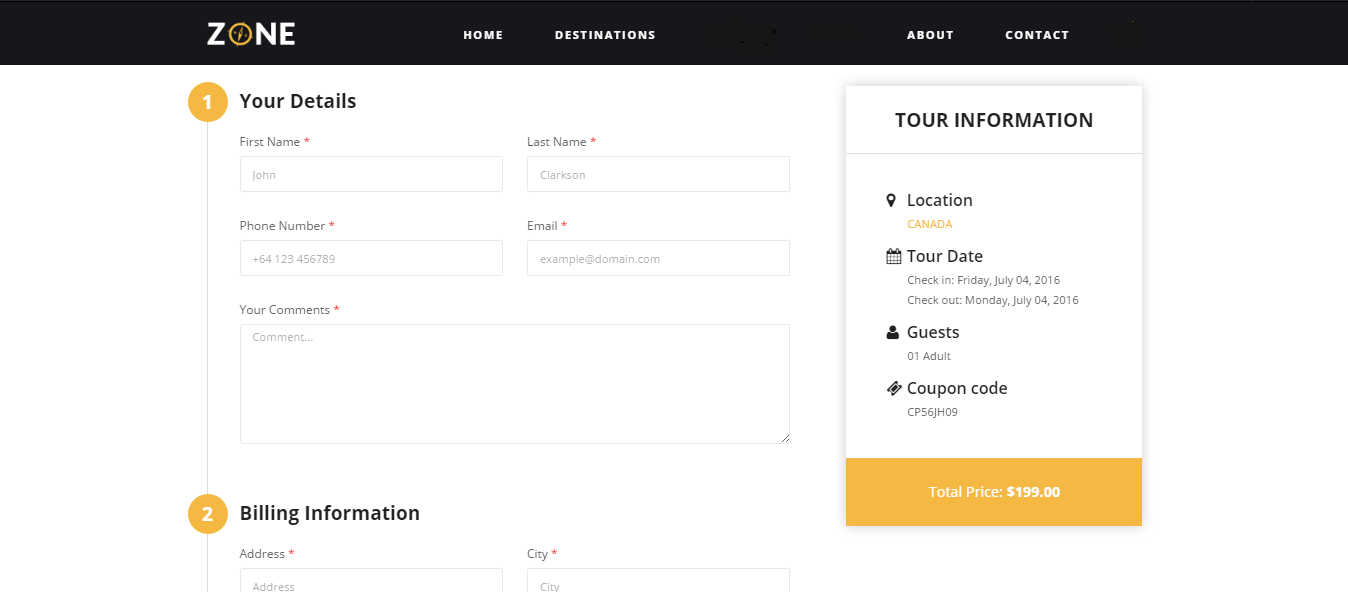 ZONE HOME DESTINATIONS ABOUT CONTACT
1 Your Details
First Name * Last Name *
John Clarkson
Phone Number * Email *
+64 123 456789 example@domain.com
Your Comments *
Comment...
2 Billing Information
Address * City *
Address City
TOUR INFORMATION
Location
CANADA
Tour Date
Check in: Friday, July 04, 2016
Check out: Monday, July 04, 2016
Guests
01 Adult
Coupon code
CP56JH09
Total Price: $199.00